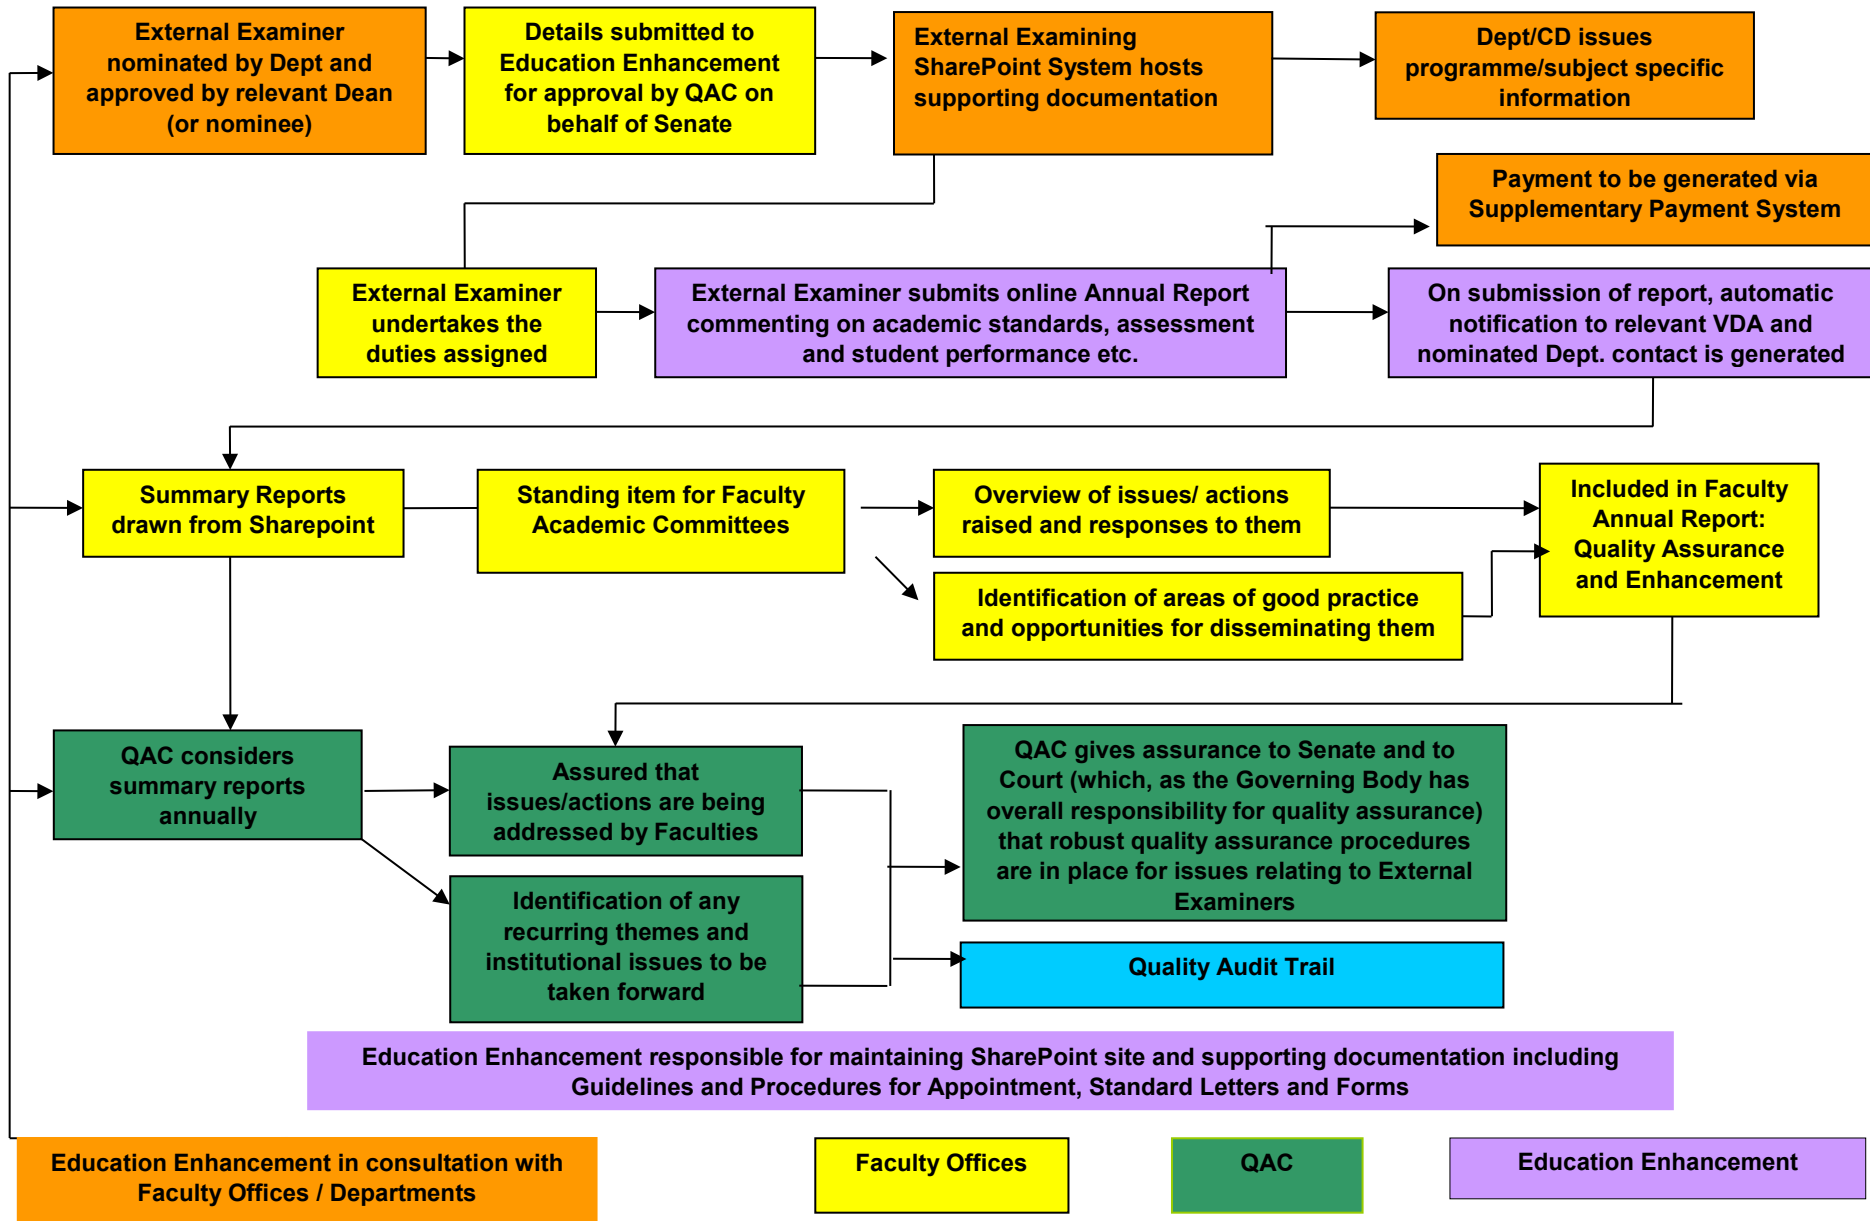 External Examiner
nominated by Dept and
approved by relevant Dean
(or nominee)
Details submitted to
Education Enhancement
for approval by QAC on
behalf of Senate
External Examining
SharePoint System hosts
supporting documentation
Dept/CD issues
programme/subject specific
information
Payment to be generated via
Supplementary Payment System
External Examiner
undertakes the
duties assigned
External Examiner submits online Annual Report
commenting on academic standards, assessment
and student performance etc.
On submission of report, automatic
notification to relevant VDA and
nominated Dept. contact is generated
Summary Reports
drawn from Sharepoint
Standing item for Faculty
Academic Committees
Overview of issues/ actions
raised and responses to them
Included in Faculty
Annual Report:
Quality Assurance
and Enhancement
Identification of areas of good practice
and opportunities for disseminating them
QAC considers
summary reports
annually
Assured that
issues/actions are being
addressed by Faculties
QAC gives assurance to Senate and to
Court (which, as the Governing Body has
overall responsibility for quality assurance)
that robust quality assurance procedures
are in place for issues relating to External
Examiners
Identification of any
recurring themes and
institutional issues to be
taken forward
Quality Audit Trail
Education Enhancement responsible for maintaining SharePoint site and supporting documentation including
Guidelines and Procedures for Appointment, Standard Letters and Forms
Education Enhancement in consultation with
Faculty Offices / Departments
Faculty Offices
QAC
Education Enhancement